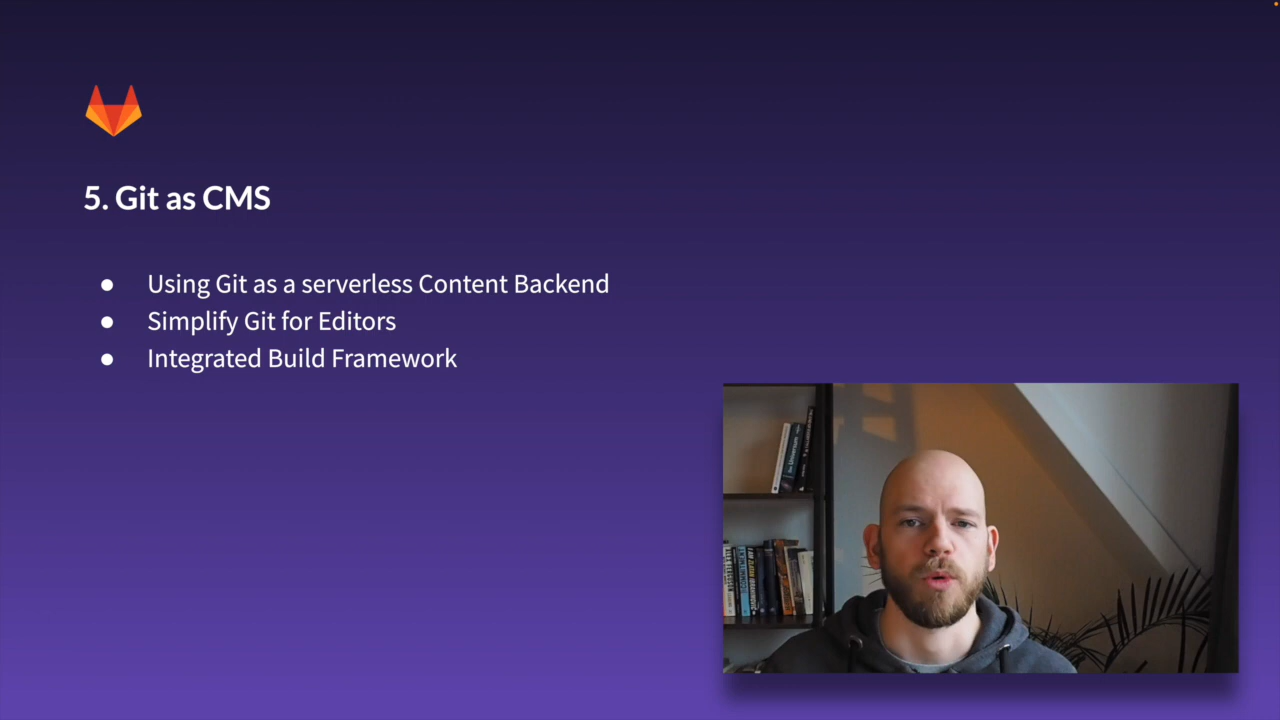 5. Git as CMS
● Using Git as a serverless Content Backend
● Simplify Git for Editors
● Integrated Build Framework